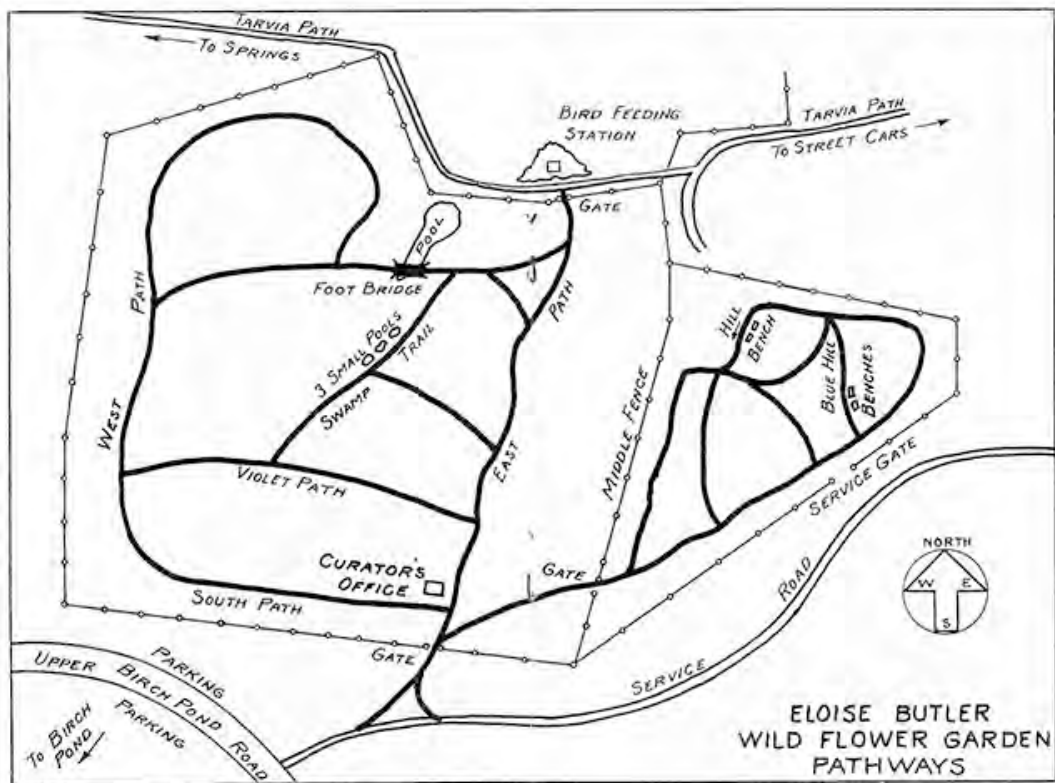 TARVIA PATH
TO SPRINGS
BIRD FEEDING
STATION
TARVIA PATH
TO STREET CARS
GATE
POOL
FOOT BRIDGE
PATH
WEST
3 SMALL POOLS
SWAMP
TRAIL
PATH
EAST
MIDDLE FENCE
HILL
BENCH
BLUE HILL
BENCHES
VIOLET PATH
SERVICE GATE
CURATOR'S
OFFICE
SOUTH PATH
GATE
GATE
SERVICE
ROAD
NORTH
W
E
S
PARKING
UPPER BIRCH POND ROAD
PARKING
TO BIRCH
POND
ELOISE BUTLER
WILD FLOWER GARDEN
PATHWAYS